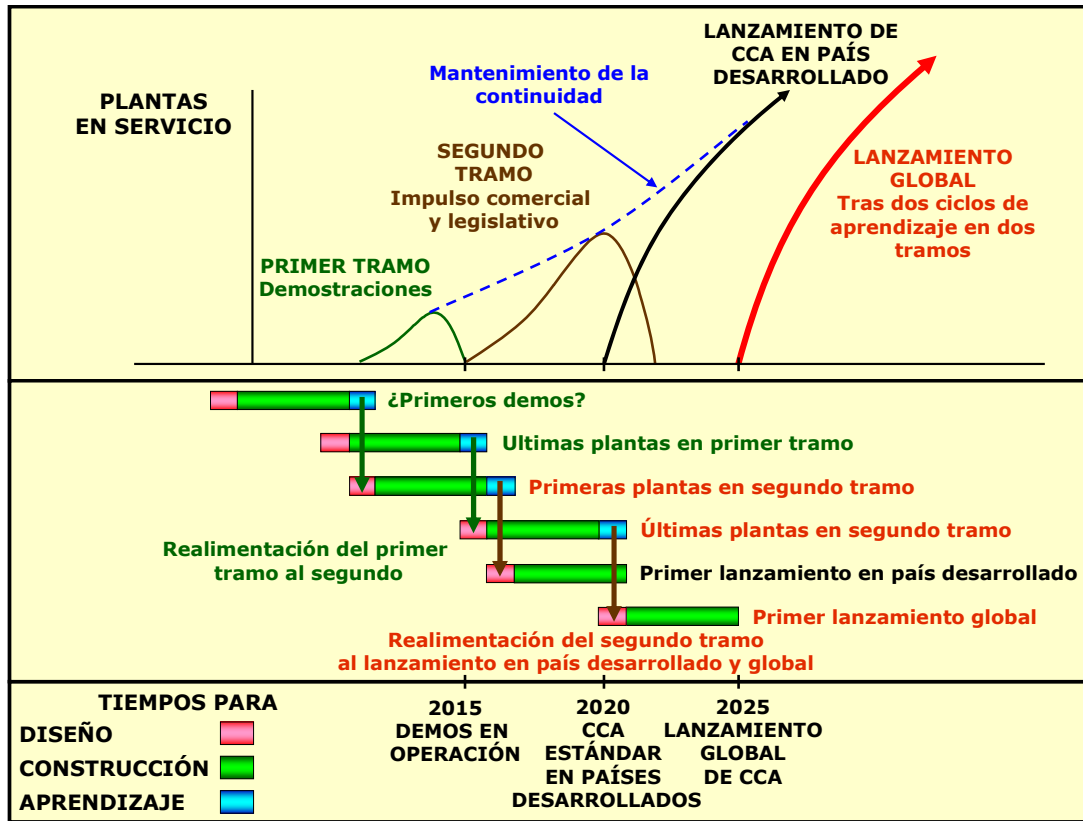 LANZAMIENTO DE
CCA EN PAÍS
DESARROLLADO
Mantenimiento de la
continuidad
PLANTAS
EN SERVICIO
SEGUNDO
TRAMO
Impulso comercial
y legislativo
LANZAMIENTO
GLOBAL
Tras dos ciclos de
aprendizaje en dos
tramos
PRIMER TRAMO
Demostraciones
¿Primeros demos?
Ultimas plantas en primer tramo
Primeras plantas en segundo tramo
Últimas plantas en segundo tramo
Realimentación del primer
tramo al segundo
Primer lanzamiento en país desarrollado
Primer lanzamiento global
Realimentación del segundo tramo
al lanzamiento en país desarrollado y global
TIEMPOS PARA
DISEÑO
CONSTRUCCIÓN
APRENDIZAJE
2015
DEMOS EN
OPERACIÓN
2020
CCA
ESTÁNDAR
EN PAÍSES
DESARROLLADOS
2025
LANZAMIENTO
GLOBAL
DE CCA